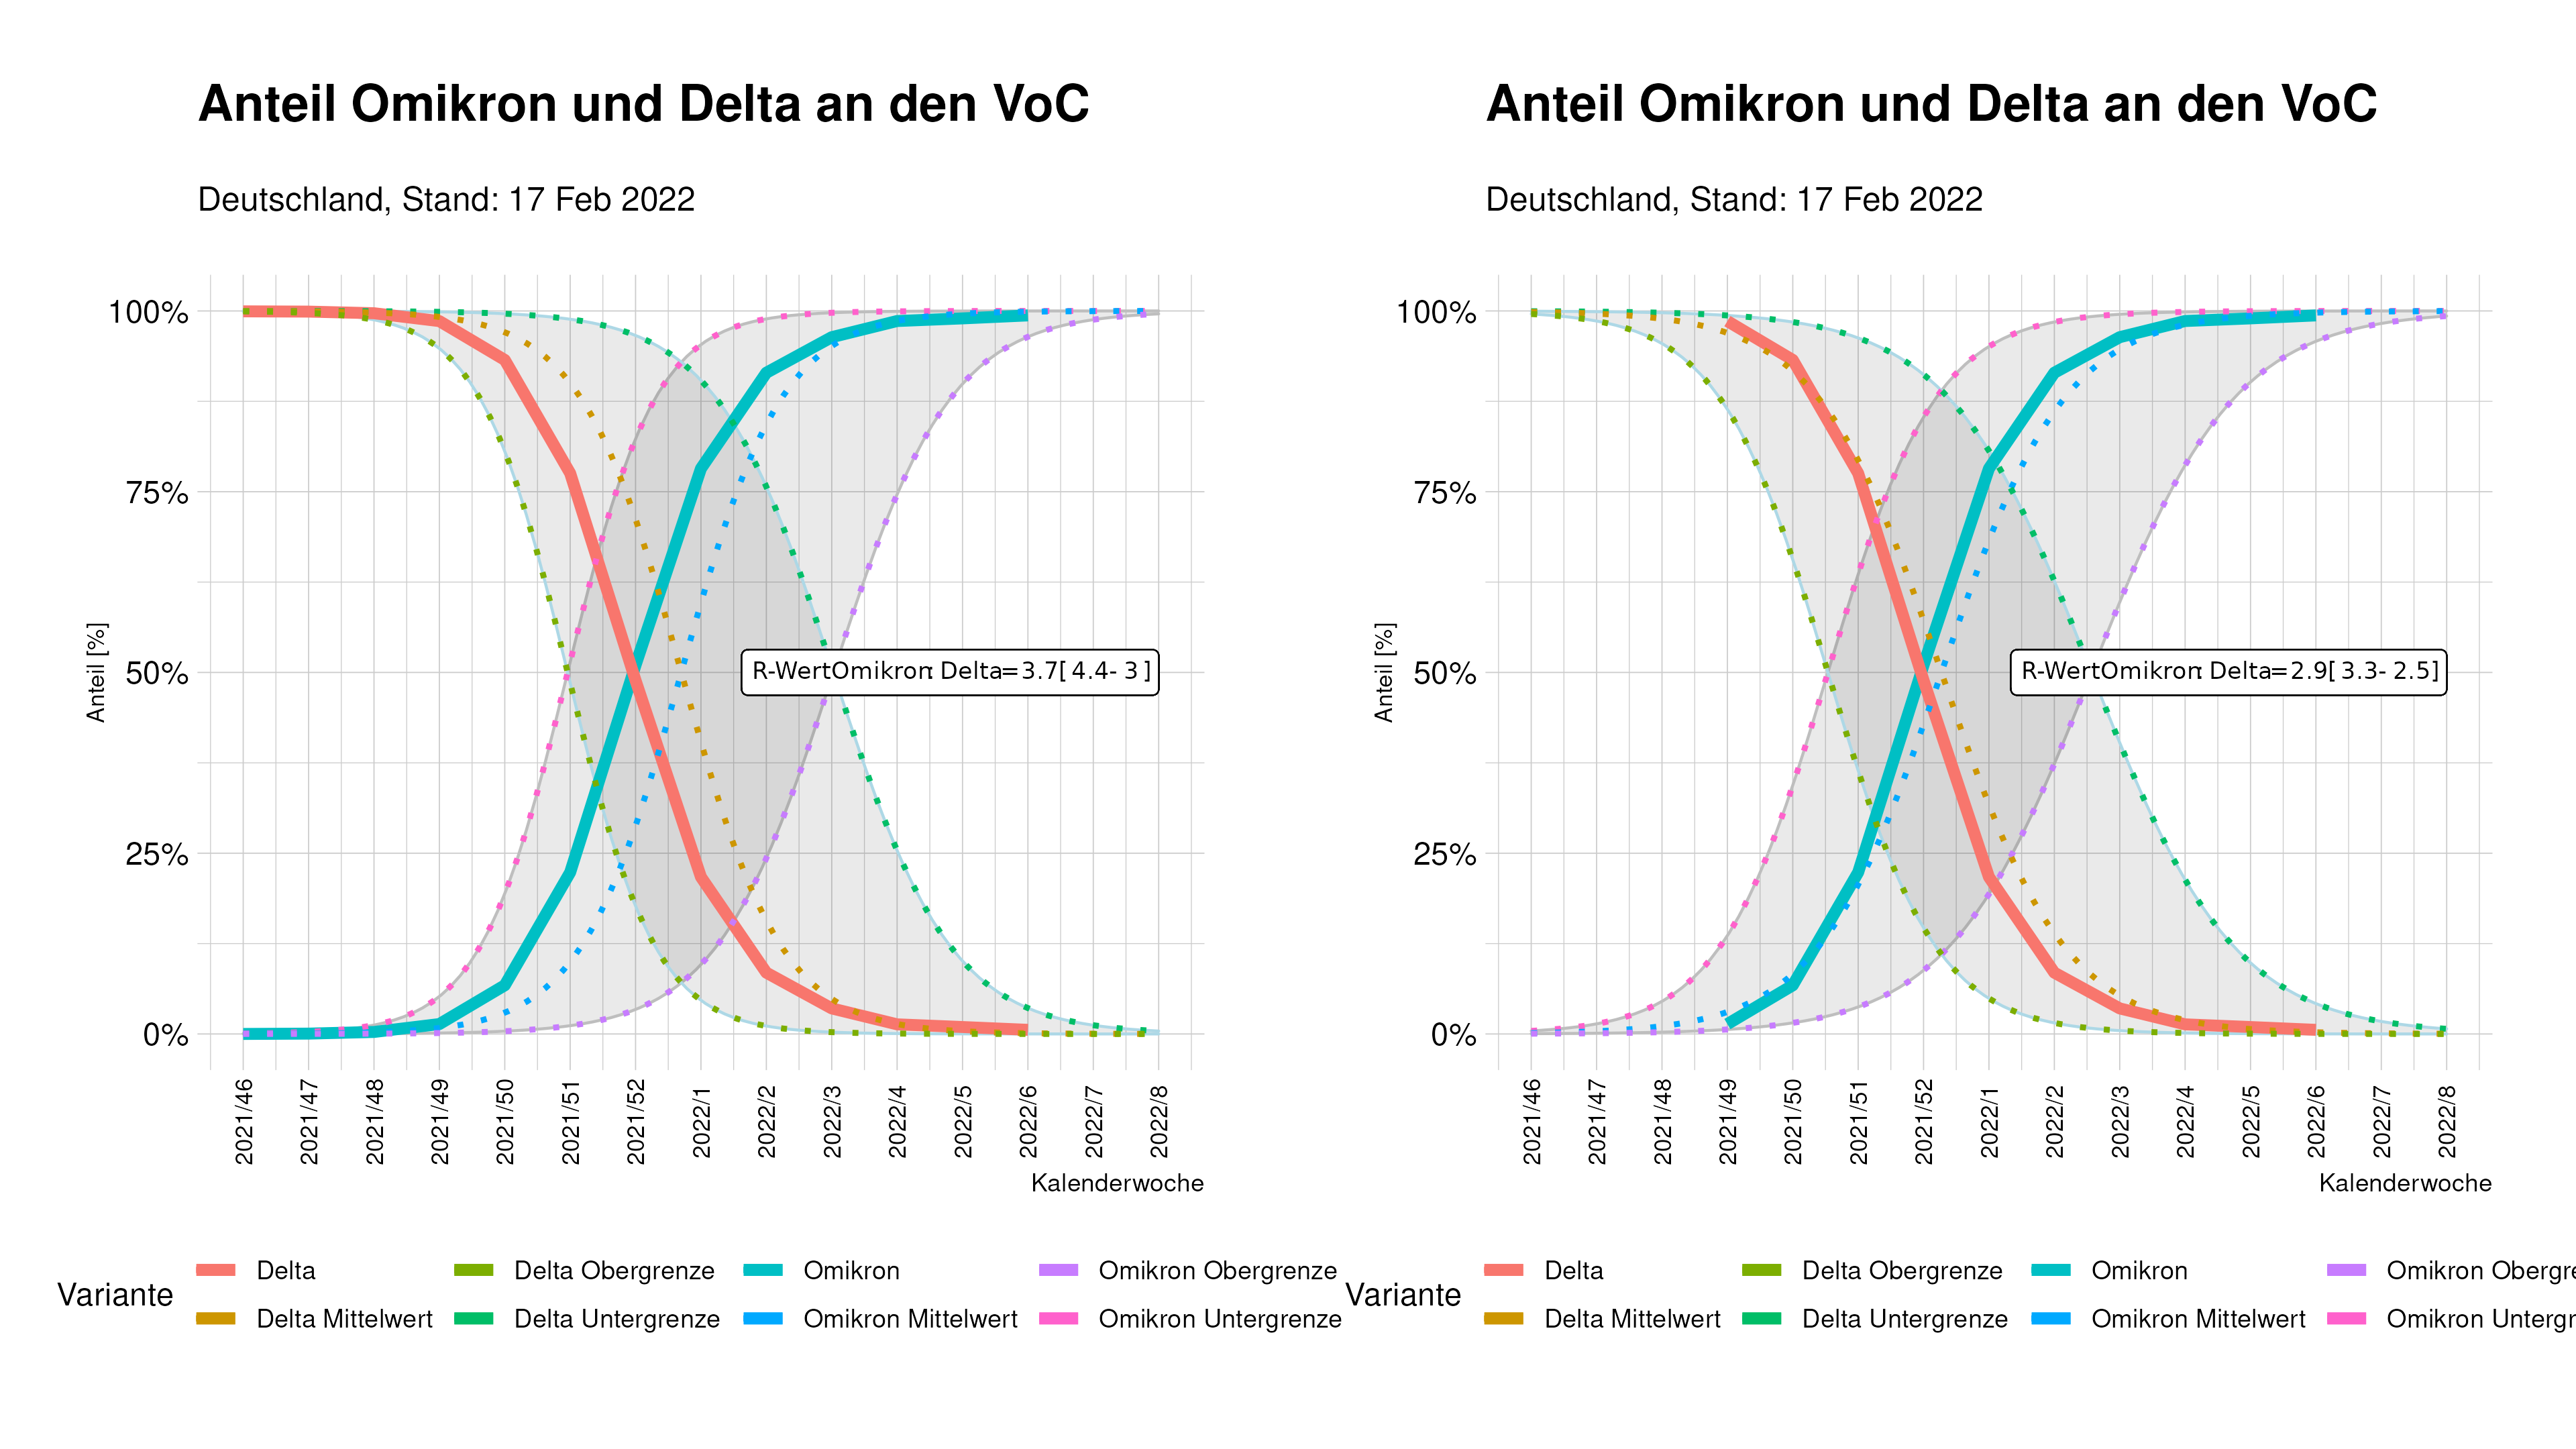 Anteil Omikron und Delta an den VoC
Deutschland, Stand: 17 Feb 2022
Anteil [%]
100%
75%
50%
25%
0%
R-WertOmikron: Delta=3.7[ 4.4- 3 ]
2021/46
2021/47
2021/48
2021/49
2021/50
2021/51
2021/52
2022/1
2022/2
2022/3
2022/4
2022/5
2022/6
2022/7
2022/8
Kalenderwoche
Variante
Delta
Delta Obergrenze
Omikron
Omikron Obergrenze
Delta Mittelwert
Delta Untergrenze
Omikron Mittelwert
Omikron Untergrenze
Anteil Omikron und Delta an den VoC
Deutschland, Stand: 17 Feb 2022
Anteil [%]
100%
75%
50%
25%
0%
R-WertOmikron: Delta=2.9[ 3.3- 2.5]
2021/46
2021/47
2021/48
2021/49
2021/50
2021/51
2021/52
2022/1
2022/2
2022/3
2022/4
2022/5
2022/6
2022/7
2022/8
Kalenderwoche
Variante
Delta
Delta Obergrenze
Omikron
Omikron Obergre
Delta Mittelwert
Delta Untergrenze
Omikron Mittelwert
Omikron Untergr